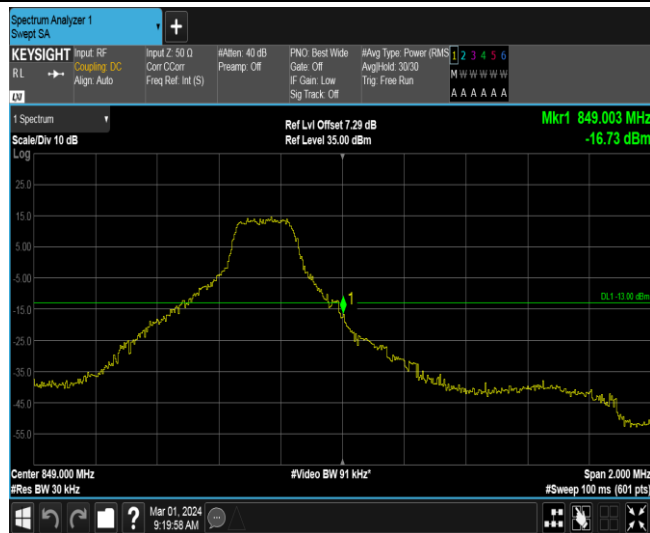 Spectrum Analyzer 1
Swept SA
+
KEYSIGHT
RL
LXI
Input: RF
Coupling: DC
Align: Auto
Input Z: 50 Ω
Corr CCorr
Freq Ref: Int (S)
#Atten: 40 dB
Preamp: Off
PNO: Best Wide
Gate: Off
IF Gain: Low
Sig Track: Off
#Avg Type: Power (RMS
Avg|Hold: 30/30
Trig: Free Run
1 2 3 4 5 6
M W W W W W
A A A A A A
1 Spectrum
Scale/Div 10 dB
Log
Ref Lvl Offset 7.29 dB
Ref Level 35.00 dBm
Mkr1 849.003 MHz
-16.73 dBm
25.0
15.0
5.00
-5.00
-15.0
-25.0
-35.0
-45.0
-55.0
1
DL1 -13.00 dBm
Center 849.000 MHz
#Res BW 30 kHz
#Video BW 91 kHz*
Span 2.000 MHz
#Sweep 100 ms (601 pts)
?
Mar 01, 2024
9:19:58 AM